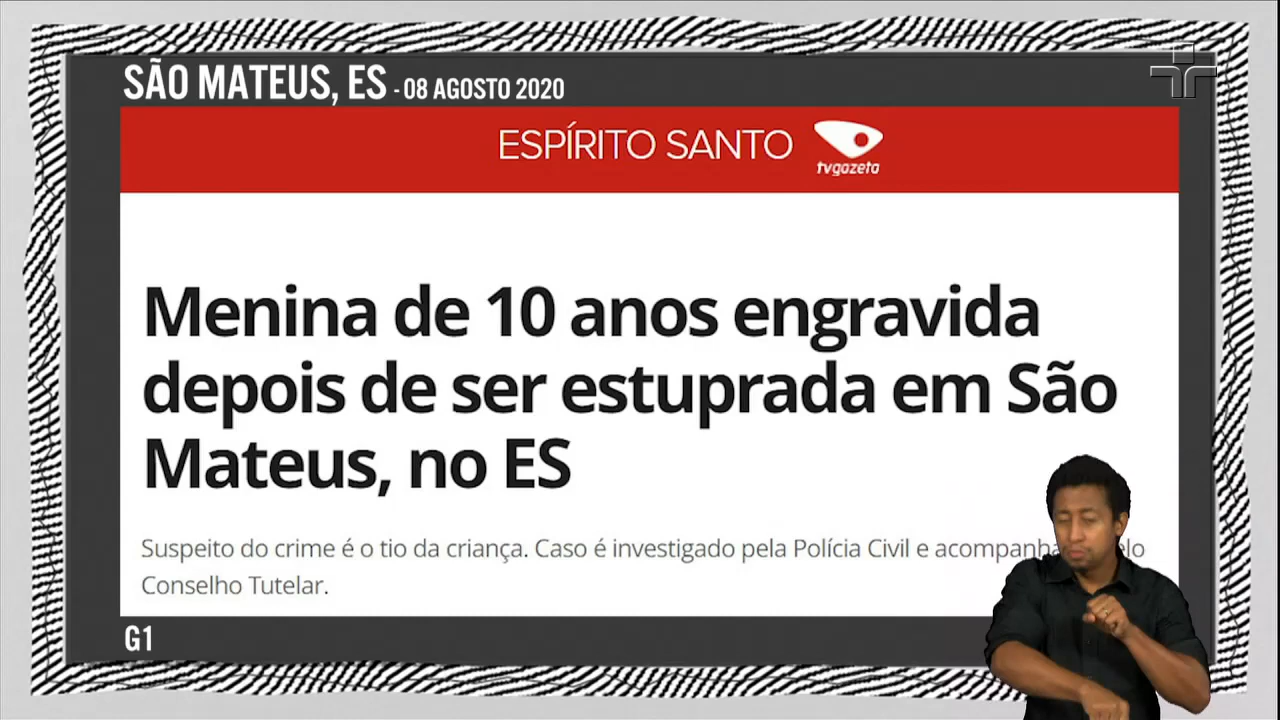 SÃO MATEUS, ES - 08 AGOSTO 2020
ESPÍRITO SANTO tvgazeta
Menina de 10 anos engravida
depois de ser estuprada em São
Mateus, no ES
Suspeito do crime é o tio da criança. Caso é investigado pela Polícia Civil e
Conselho Tutelar.
G1